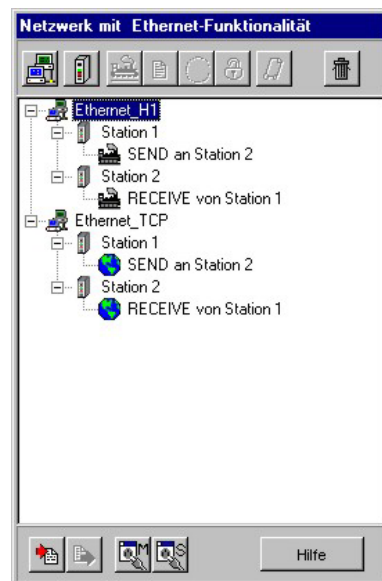 Netzwerk mit Ethernet-Funktionalität
Ethernet_H1
Station 1
SEND an Station 2
Station 2
RECEIVE von Station 1
Ethernet_TCP
Station 1
SEND an Station 2
Station 2
RECEIVE von Station 1
M
S
Hilfe